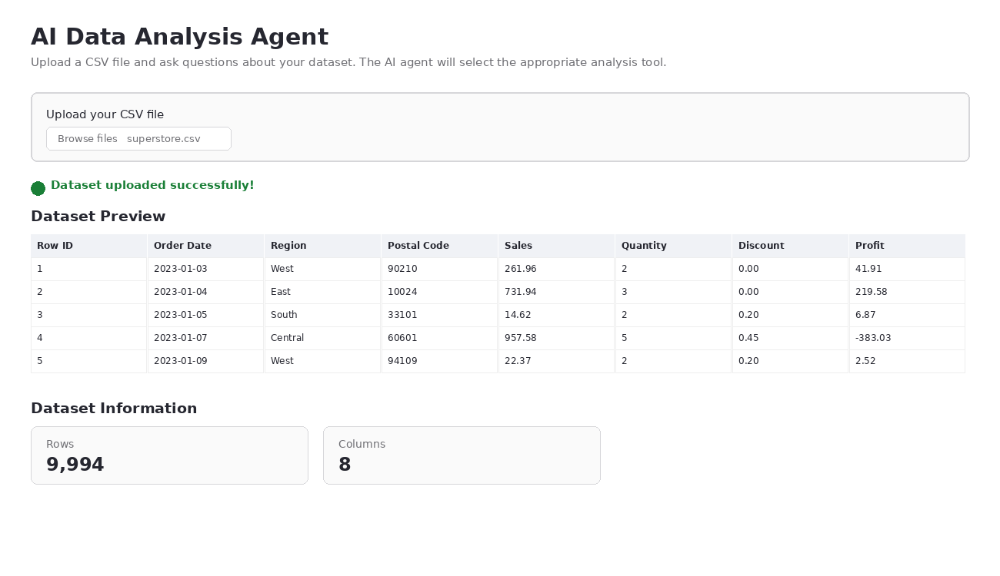 AI Data Analysis Agent
Upload a CSV file and ask questions about your dataset. The AI agent will select the appropriate analysis tool.
Upload your CSV file
Browse files superstore.csv
Dataset uploaded successfully!
Dataset Preview
Row ID Order Date Region Postal Code Sales Quantity Discount Profit
1 2023-01-03 West 90210 261.96 2 0.00 41.91
2 2023-01-04 East 10024 731.94 3 0.00 219.58
3 2023-01-05 South 33101 14.62 2 0.20 6.87
4 2023-01-07 Central 60601 957.58 5 0.45 -383.03
5 2023-01-09 West 94109 22.37 2 0.20 2.52
Dataset Information
Rows Columns
9,994 8